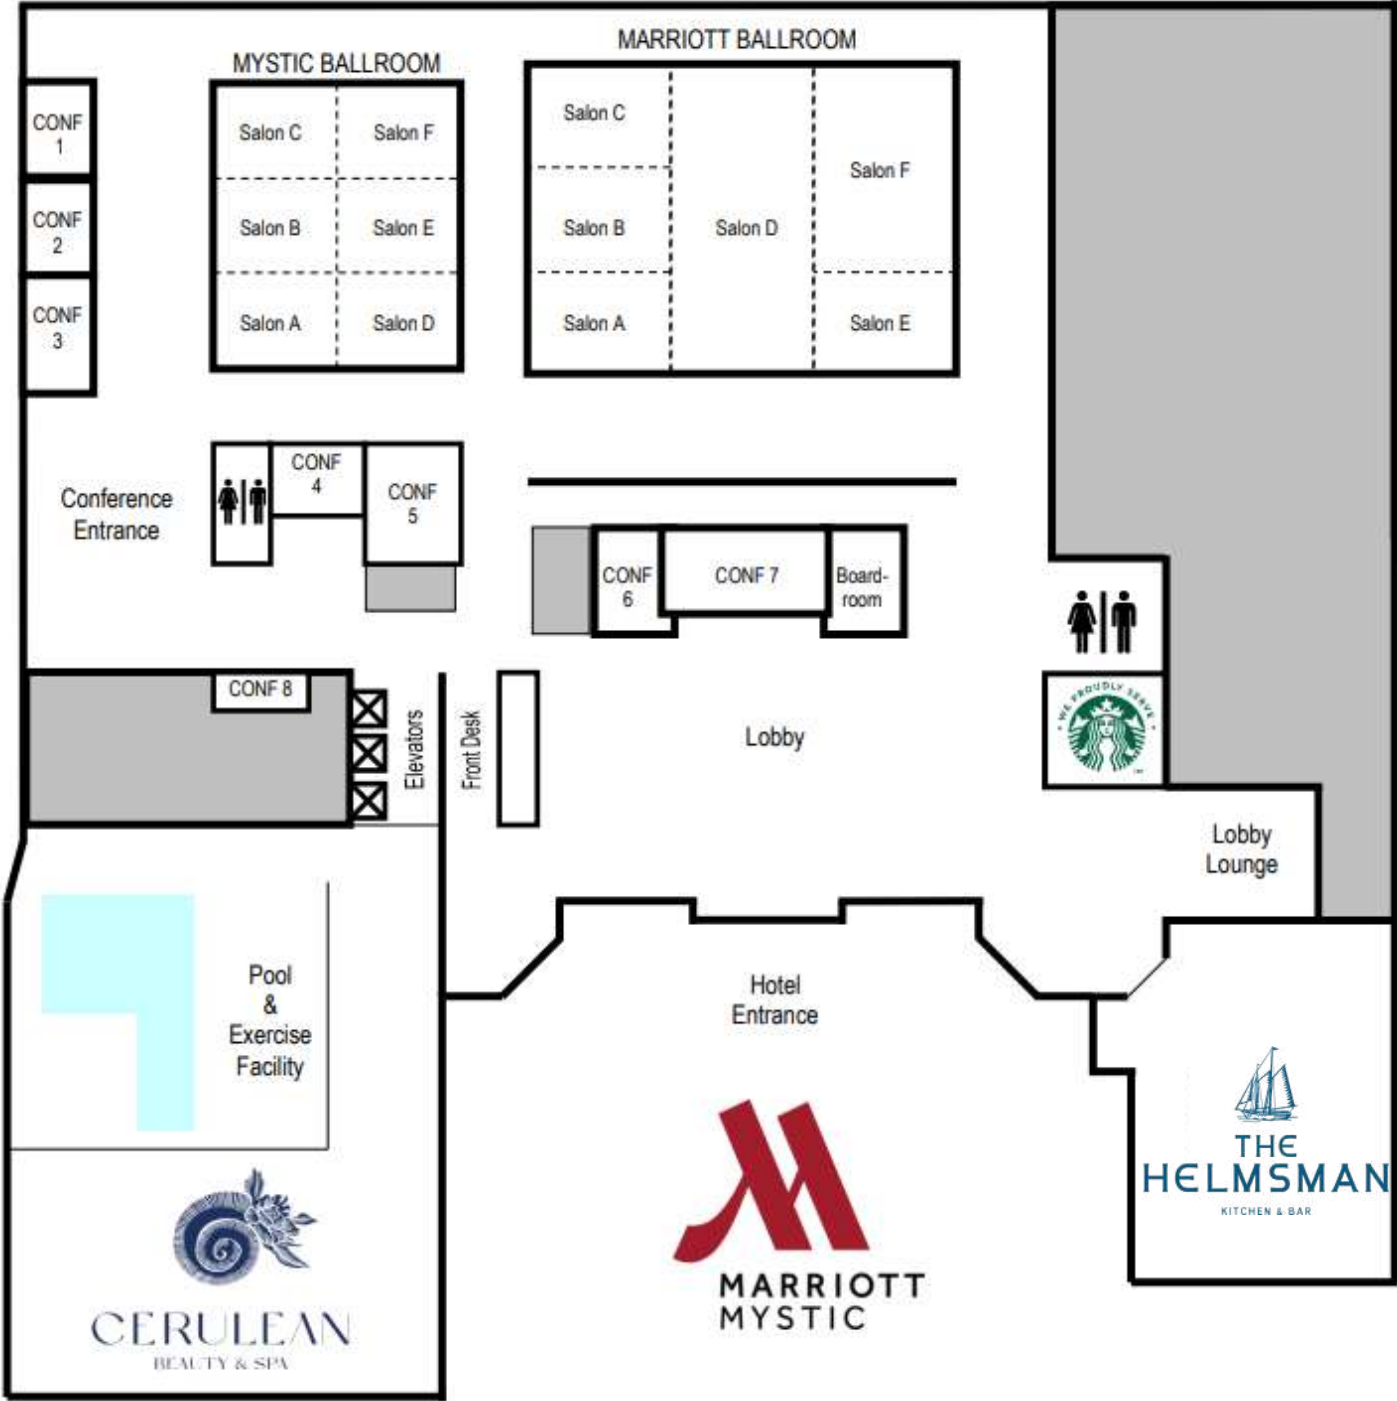 MARRIOTT BALLROOM
MYSTIC BALLROOM
CONF
1
CONF
2
CONF
3
Salon C
Salon F
Salon B
Salon E
Salon A
Salon D
Salon C
Salon F
Salon B
Salon D
Salon A
Salon E
Conference
Entrance
CONF
4
CONF
5
CONF
6
CONF 7
Board-
room
CONF 8
Elevators
Front Desk
Lobby
WE PROUDLY SERVE
Lobby
Lounge
Pool
&
Exercise
Facility
Hotel
Entrance
THE
HELMSMAN
KITCHEN & BAR
CERULEAN
BEAUTY & SPA
MARRIOTT
MYSTIC